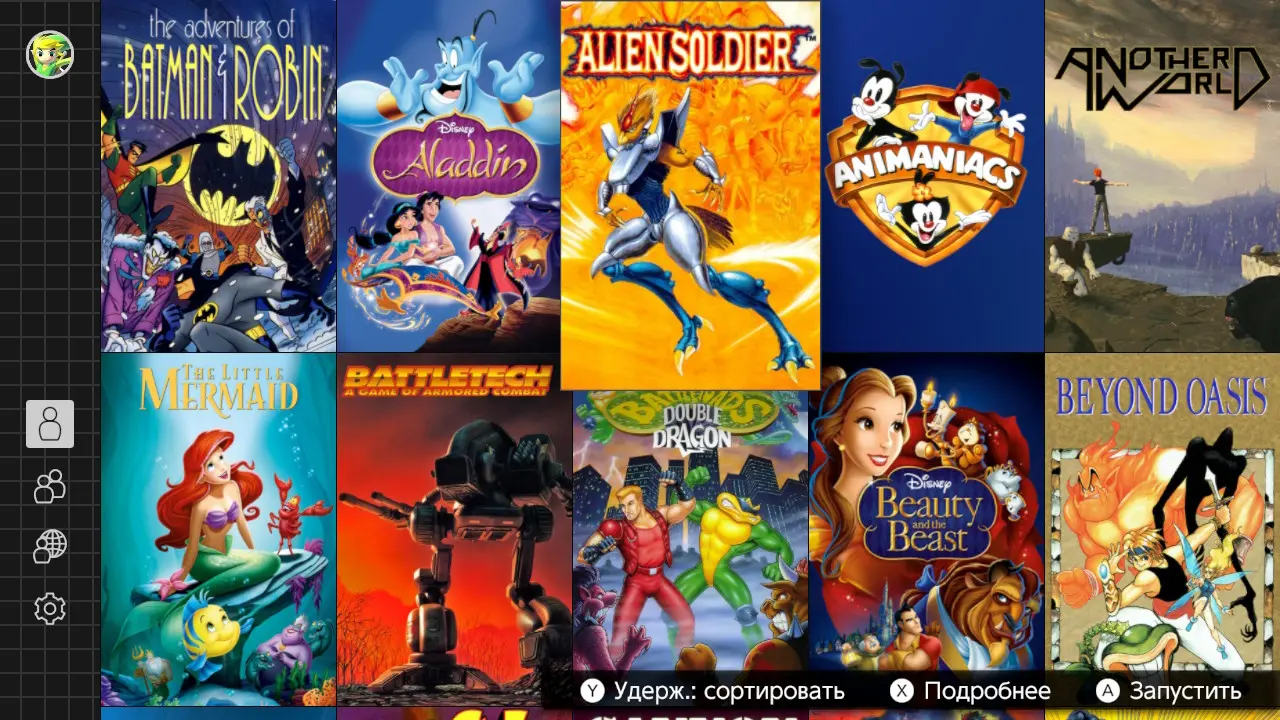 the adventures of
BATMAN & ROBIN
Disney
Aladdin
ALIEN SOLDIER™
ANIMANIACS
ANOTHER
WORLD
THE LITTLE
MERMAID
BATTLETECH
A GAME OF ARMORED COMBAT
BATTLETOADS
DOUBLE
DRAGON
Disney
Beauty
and the
Beast
BEYOND OASIS
Y Удерж.: сортировать
X Подробнее
A Запустить